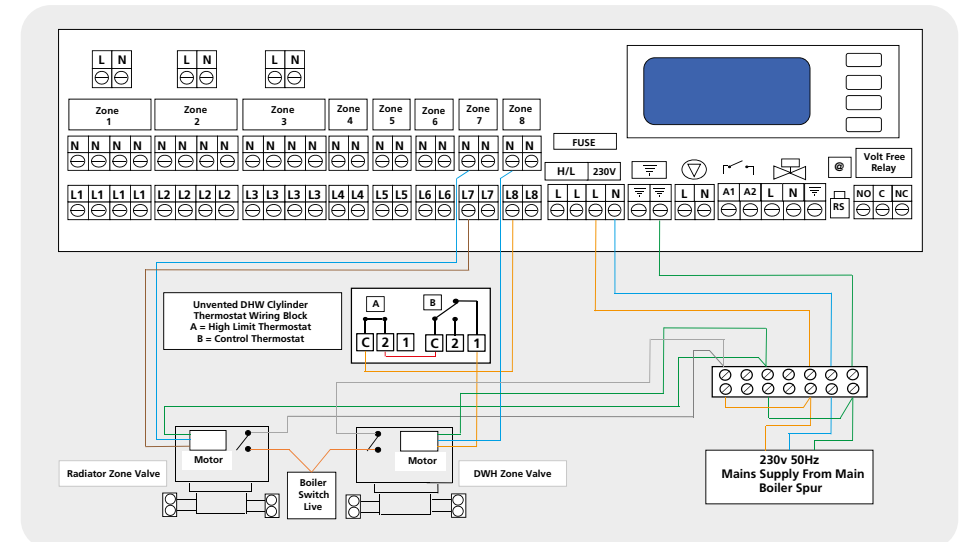 L N L N L N
Zone 1 Zone 2 Zone 3 Zone 4 Zone 5 Zone 6 Zone 7 Zone 8
N N N N N N N N N N N N N N N N N N N N N N
FUSE
H/L 230V
@
Volt Free
Relay
L1 L1 L1 L1 L2 L2 L2 L2 L3 L3 L3 L3 L4 L4 L5 L5 L6 L6 L7 L7 L8 L8 L L L N L N A1 A2 L N RS NO C NC
Unvented DHW Clylinder
Thermostat Wiring Block
A = High Limit Thermostat
B = Control Thermostat
A B
C 2 1 C 2 1
Radiator Zone Valve
Motor
Boiler
Switch
Live
Motor
DWH Zone Valve
230v 50Hz
Mains Supply From Main
Boiler Spur